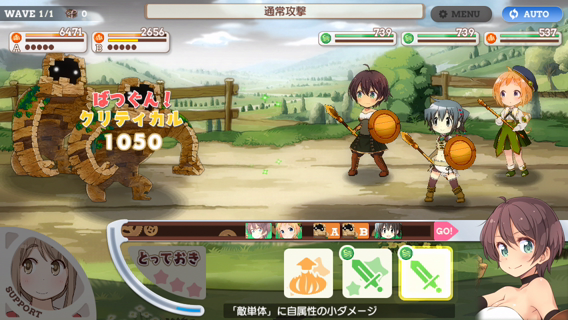 WAVE 1/1
0
通常攻撃
MENU
AUTO
6471
A
2656
B
739
739
537
ばつぐん!
クリティカル
1050
A
B
GO!
とっておき
SUPPORT
「敵単体」に自属性の小ダメージ